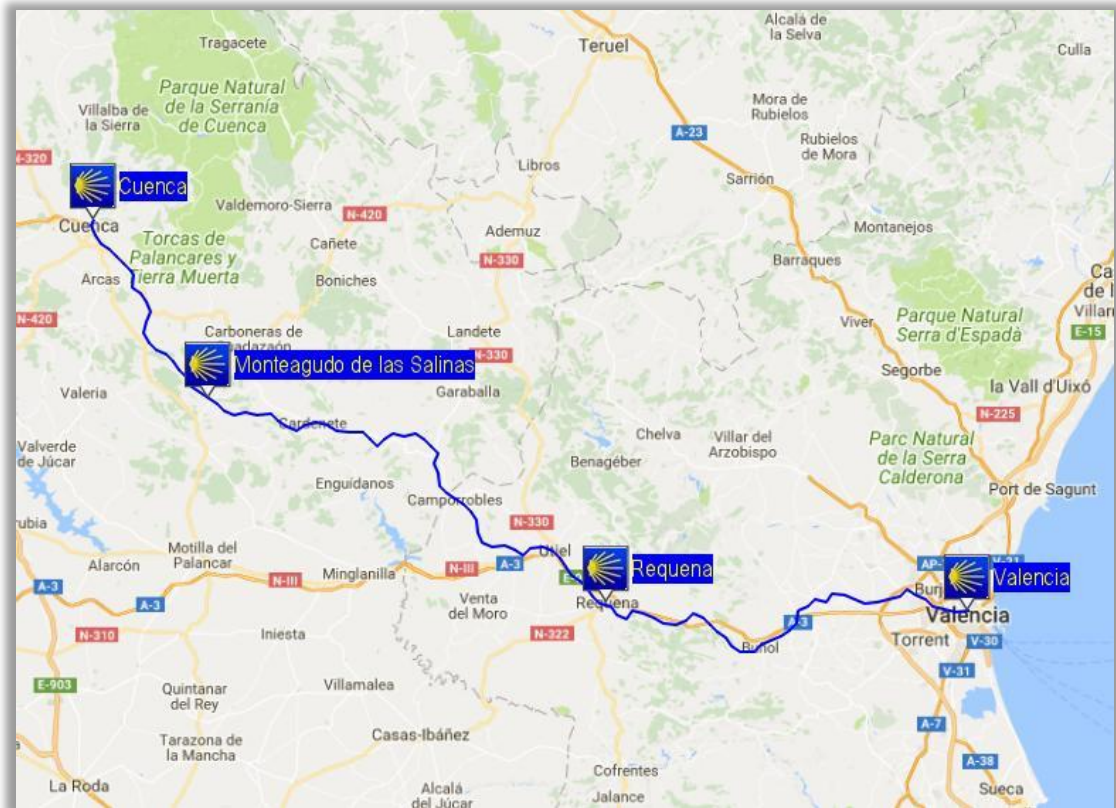 Alcalá de
la Selva
Tragacete
Teruel
Culla
Parque Natural
de la Serranía
de Cuenca
Villalba de
la Sierra
Mora de
Rubielos
A-23
Rubielos
de Mora
N-320
Libros
Sarrión
Cuenca
Valdemoro-Sierra
N-420
Cuenca
Ademuz
Montanejos
Torcas de
Palancares y
Tierra Muerta
Cañete
N-330
Barraques
Arcas
Boniches
Parque Natural
Serra d'Espadà
N-420
Carboneras de
Landete
Viver
E-15
N-330
Monteagudo de las Salinas
Segorbe
la Vall d'Uixó
Valeria
Garaballa
N-225
Cardenete
Chelva
Villar del
Arzobispo
Parc Natural
de la Serra
Calderona
Valverde
de Júcar
Benagéber
Enguídanos
Port de Sagunt
Camporrobles
N-330
Motilla del
Palancar
Utiel
Alarcón
A-3
N-III
Minglanilla
N-III
A-3
Requena
V-21
Valencia
A-3
Venta
del Moro
Requena
Valencia
N-310
Iniesta
N-322
A-3
Buñol
Torrent
V-30
E-903
Quintanar
del Rey
Villamalea
V-31
Tarazona de
la Mancha
Casas-Ibáñez
A-7
A-38
La Roda
Alcalá
del Júcar
Cofrentes
Jalance
Sueca